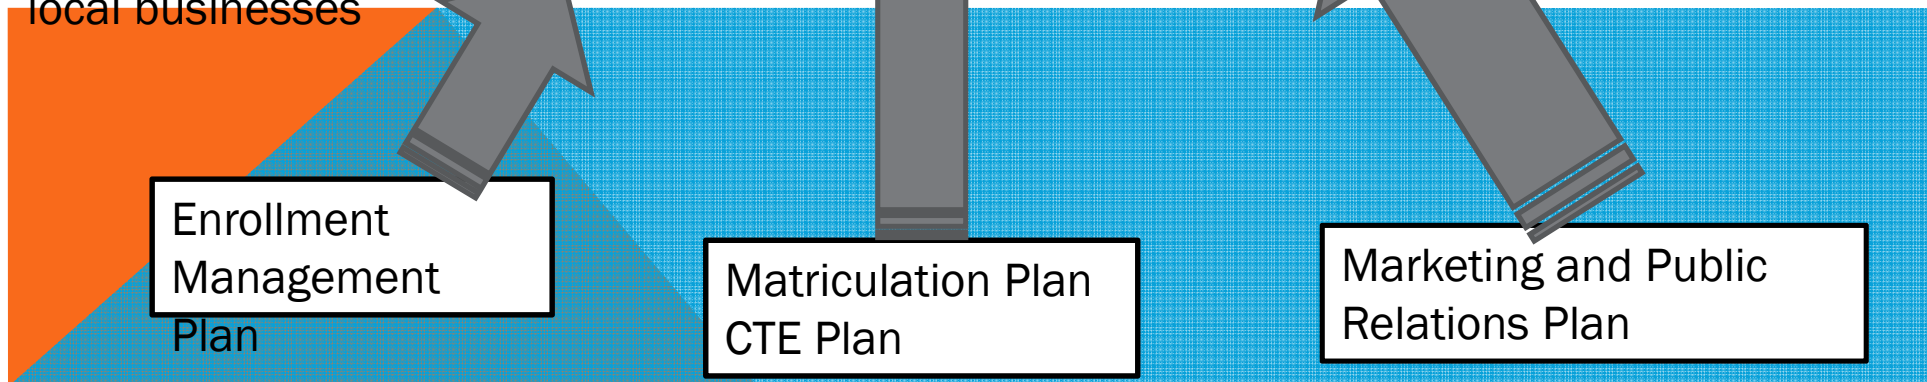 local businesses
Enrollment
Management
Plan
Matriculation Plan
CTE Plan
Marketing and Public
Relations Plan